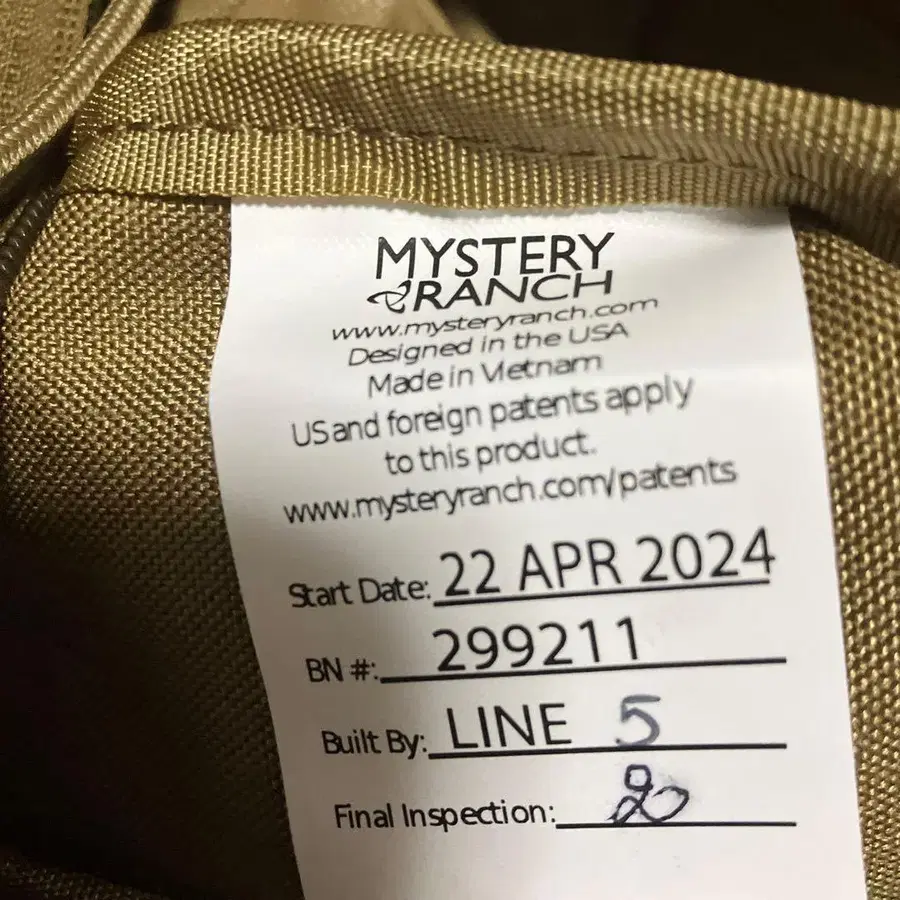 MYSTERY
RANCH
www.mysteryranch.com
Designed in the USA
Made in Vietnam
US and foreign patents apply
to this product.
www.mysteryranch.com/patents
Start Date: 22 APR 2024
BN #: 299211
Built By: LINE 5
Final Inspection: 20